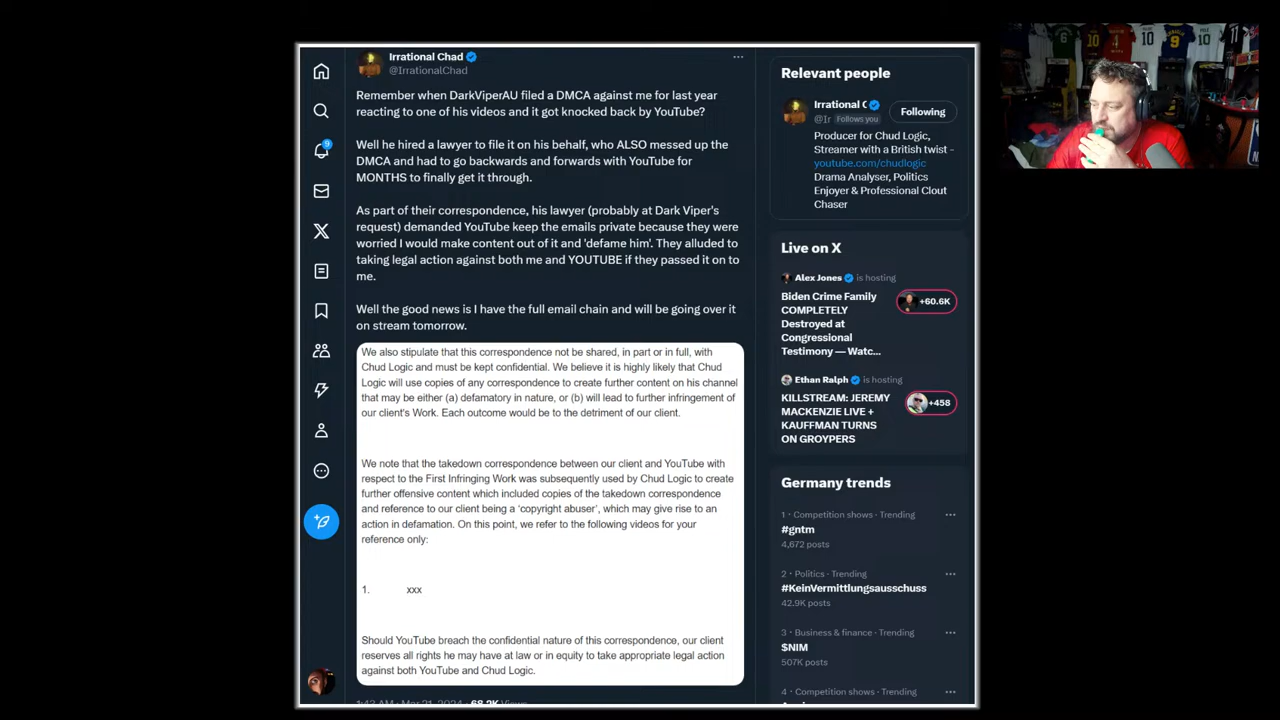 Irrational Chad
@IrrationalChad
Remember when DarkViperAU filed a DMCA against me for last year
reacting to one of his videos and it got knocked back by YouTube?
Well he hired a lawyer to file it on his behalf, who ALSO messed up the
DMCA and had to go backwards and forwards with YouTube for
MONTHS to finally get it through.
As part of their correspondence, his lawyer (probably at Dark Viper's
request) demanded YouTube keep the emails private because they were
worried I would make content out of it and 'defame him'. They alluded to
taking legal action against both me and YOUTUBE if they passed it on to
me.
Well the good news is I have the full email chain and will be going over it
on stream tomorrow.
We also stipulate that this correspondence not be shared, in part or in full, with
Chud Logic and must be kept confidential. We believe it is highly likely that Chud
Logic will use copies of any correspondence to create further content on his channel
that may be either (a) defamatory in nature, or (b) will lead to further infringement of
our client's Work. Each outcome would be to the detriment of our client.
We note that the takedown correspondence between our client and YouTube with
respect to the First Infringing Work was subsequently used by Chud Logic to create
further offensive content which included copies of the takedown correspondence
and reference to our client being a 'copyright abuser', which may give rise to an
action in defamation. On this point, we refer to the following videos for your
reference only:
1. xxx
Should YouTube breach the confidential nature of this correspondence, our client
reserves all rights he may have at law or in equity to take appropriate legal action
against both YouTube and Chud Logic.
1:43 AM · Mar 21, 2024 · 68.2K Views
9
Relevant people
Irrational C
@Ir Follows you
Following
Producer for Chud Logic,
Streamer with a British twist -
youtube.com/chudlogic
Drama Analyser, Politics
Enjoyer & Professional Clout
Chaser
Live on X
Alex Jones is hosting
Biden Crime Family
COMPLETELY
Destroyed at
Congressional
Testimony — Watc...
+60.6K
Ethan Ralph is hosting
KILLSTREAM: JEREMY
MACKENZIE LIVE +
KAUFFMAN TURNS
ON GROYPERS
+458
Germany trends
1 · Competition shows · Trending
#gntm
4,672 posts
2 · Politics · Trending
#KeinVermittlungsausschuss
42.9K posts
3 · Business & finance · Trending
$NIM
507K posts
4 · Competition shows · Trending